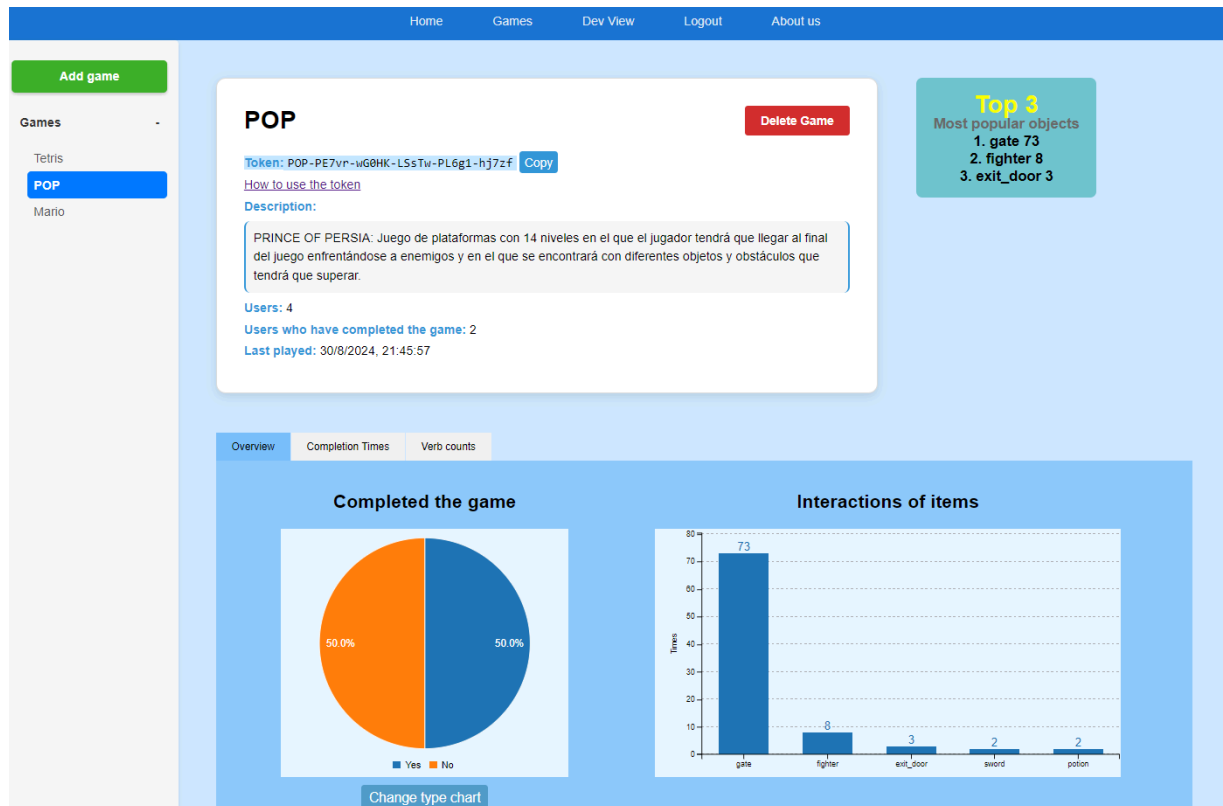 Home Games Dev View Logout About us
Add game
Games -
Tetris
POP
Mario
POP
Delete Game
Token: POP-PE7vr-wG0HK-LSsTw-PL6g1-hj7zf Copy
How to use the token
Description:
PRINCE OF PERSIA: Juego de plataformas con 14 niveles en el que el jugador tendrá que llegar al final
del juego enfrentándose a enemigos y en el que se encontrará con diferentes objetos y obstáculos que
tendrá que superar.
Users: 4
Users who have completed the game: 2
Last played: 30/8/2024, 21:45:57
Top 3
Most popular objects
1. gate 73
2. fighter 8
3. exit_door 3
Overview Completion Times Verb counts
Completed the game
50.0% 50.0%
Yes No
Change type chart
Interactions of items
80
70
60
50
40
30
20
10
0
Times
73
8
3
2
2
gate fighter exit_door sword potion